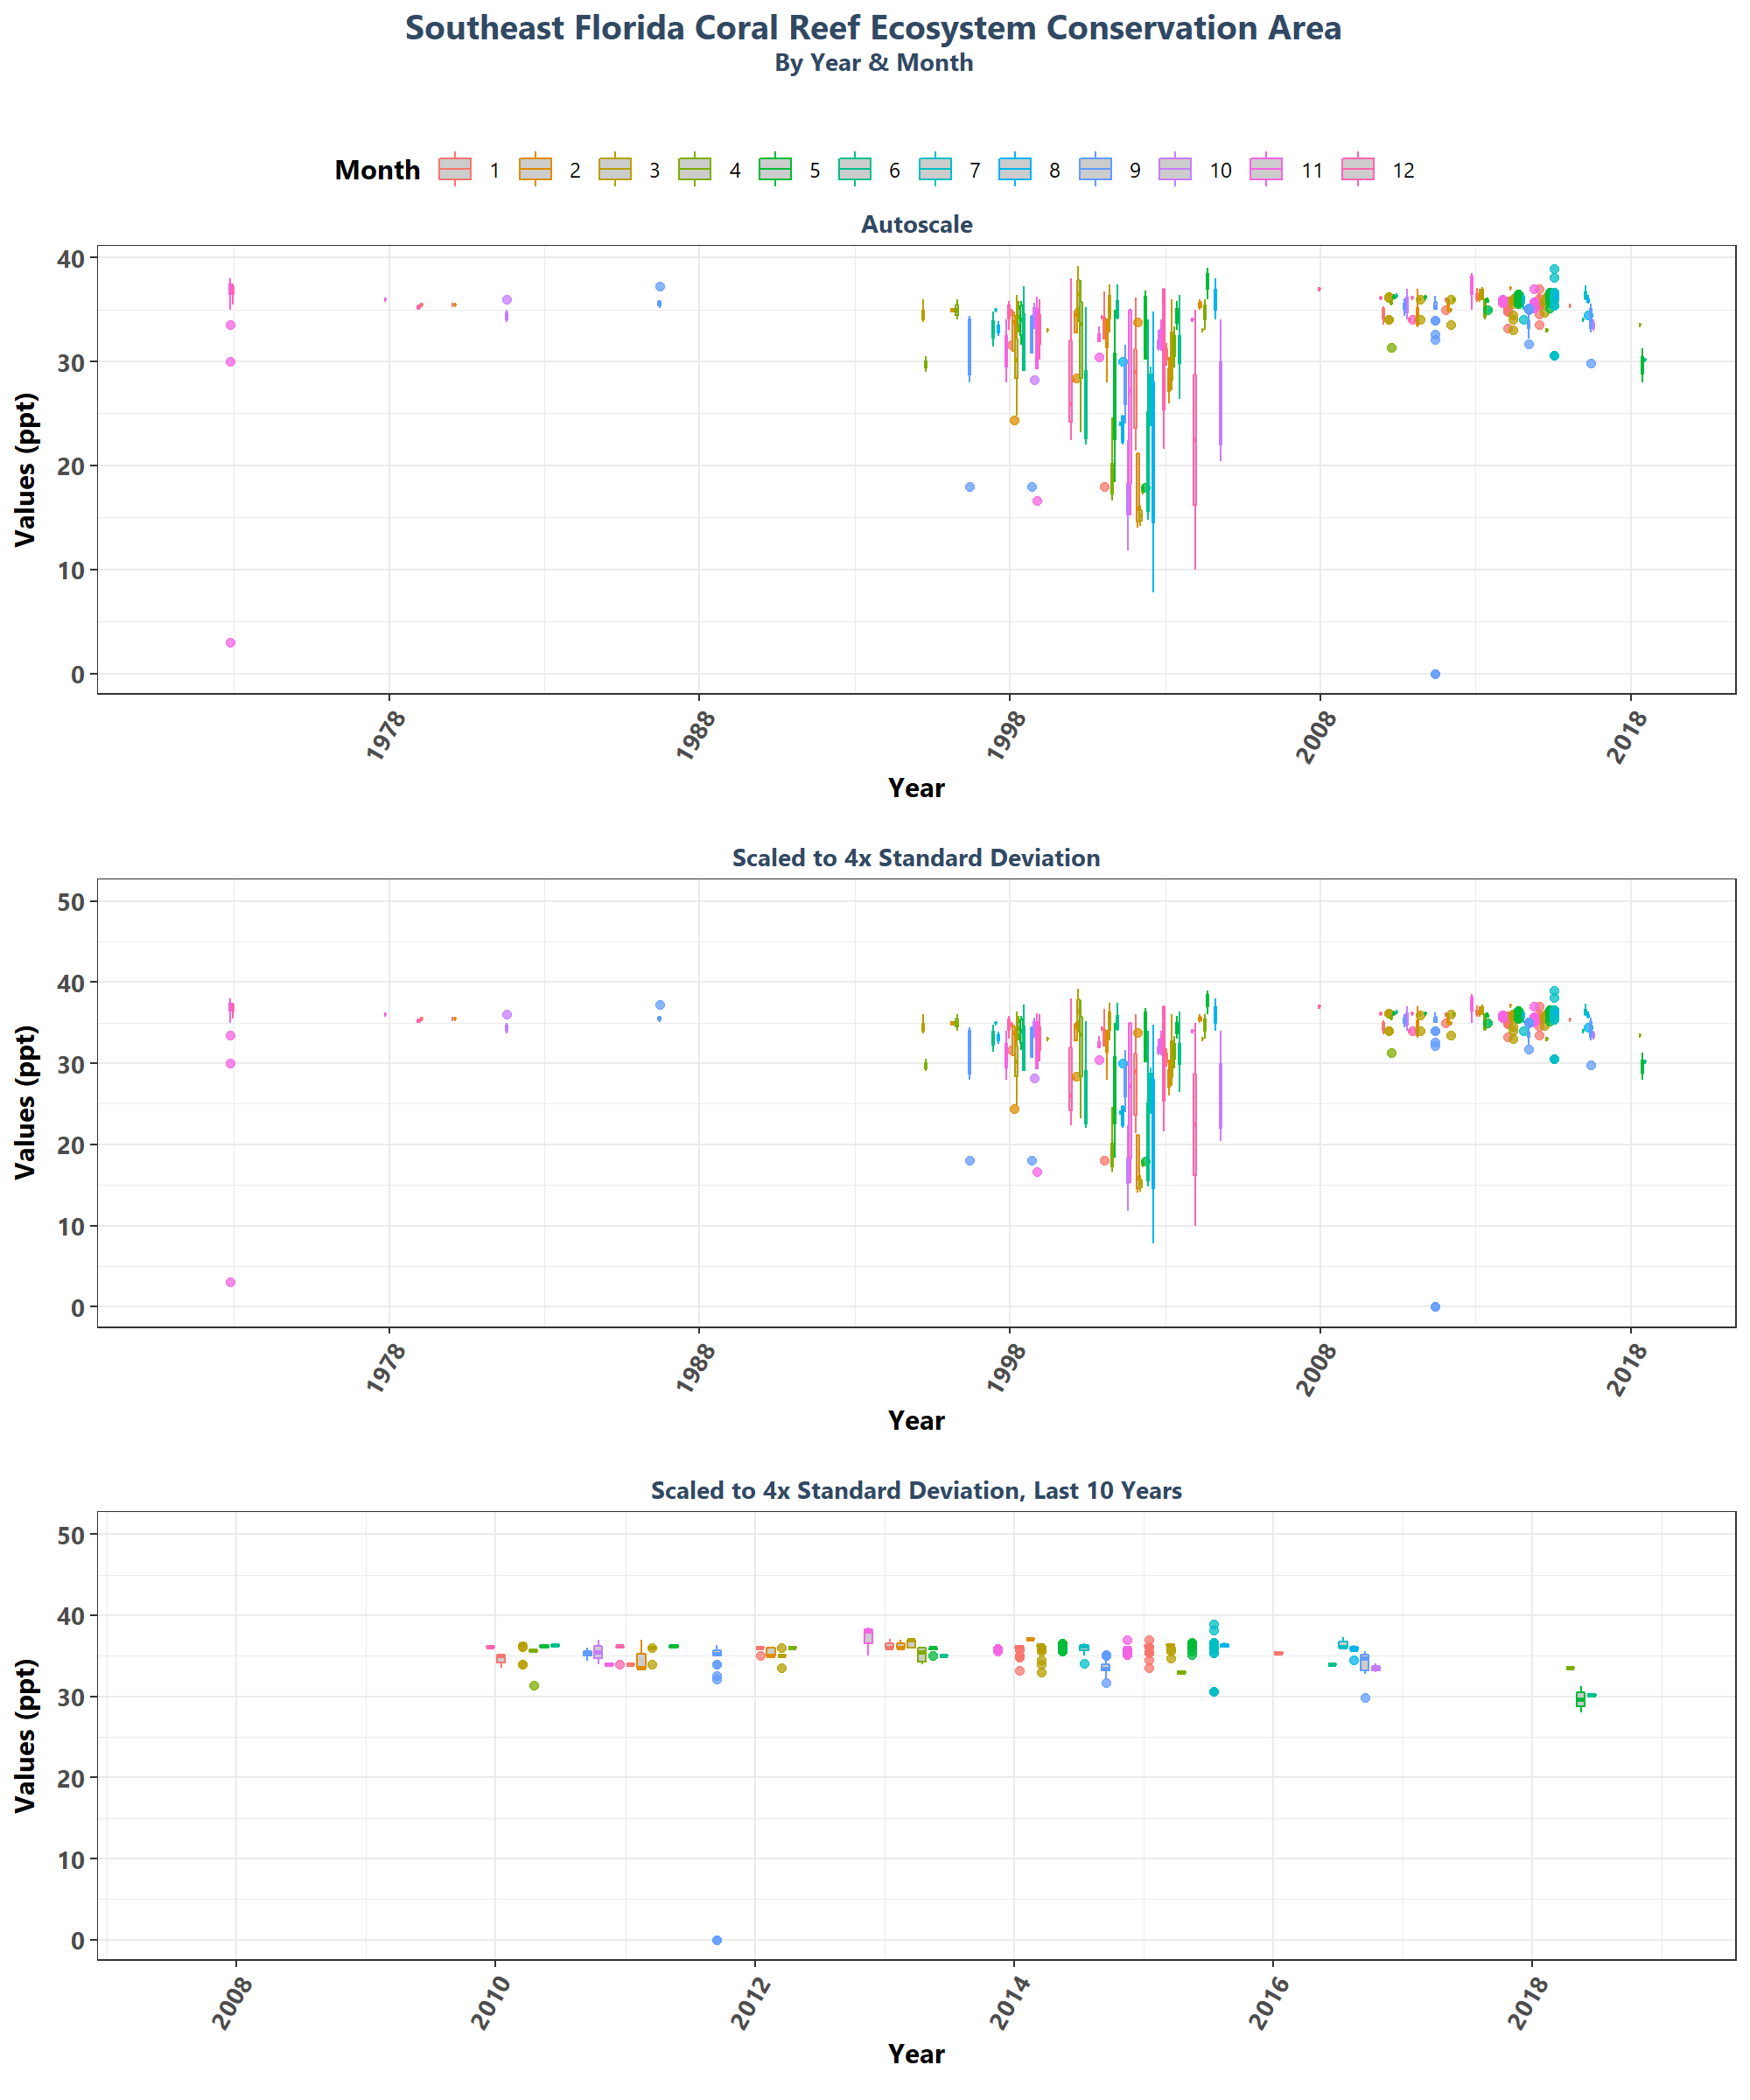 Southeast Florida Coral Reef Ecosystem Conservation Area
By Year & Month
Month 1 2 3 4 5 6 7 8 9 10 11 12
Autoscale
Values (ppt)
40
30
20
10
0
1978 1988 1998 2008 2018
Year
Scaled to 4x Standard Deviation
Values (ppt)
50
40
30
20
10
0
1978 1988 1998 2008 2018
Year
Scaled to 4x Standard Deviation, Last 10 Years
Values (ppt)
50
40
30
20
10
0
2008 2010 2012 2014 2016 2018
Year